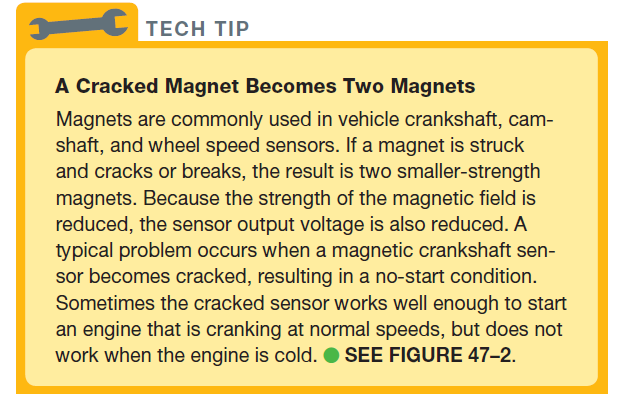 TECH TIP
A Cracked Magnet Becomes Two Magnets
Magnets are commonly used in vehicle crankshaft, cam-
shaft, and wheel speed sensors. If a magnet is struck
and cracks or breaks, the result is two smaller-strength
magnets. Because the strength of the magnetic field is
reduced, the sensor output voltage is also reduced. A
typical problem occurs when a magnetic crankshaft sen-
sor becomes cracked, resulting in a no-start condition.
Sometimes the cracked sensor works well enough to start
an engine that is cranking at normal speeds, but does not
work when the engine is cold. ● SEE FIGURE 47–2.